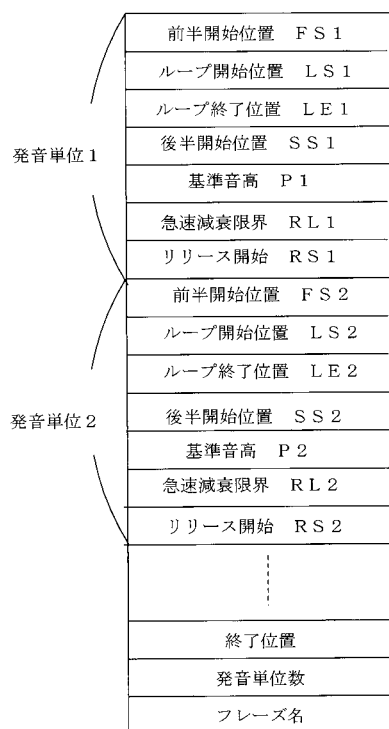 前半開始位置 FS1
ループ開始位置 LS1
ループ終了位置 LE1
後半開始位置 SS1
基準音高 P1
急速減衰限界 RL1
リリース開始 RS1
発音単位1
前半開始位置 FS2
ループ開始位置 LS2
ループ終了位置 LE2
後半開始位置 SS2
基準音高 P2
急速減衰限界 RL2
リリース開始 RS2
発音単位2
終了位置
発音単位数
フレーズ名